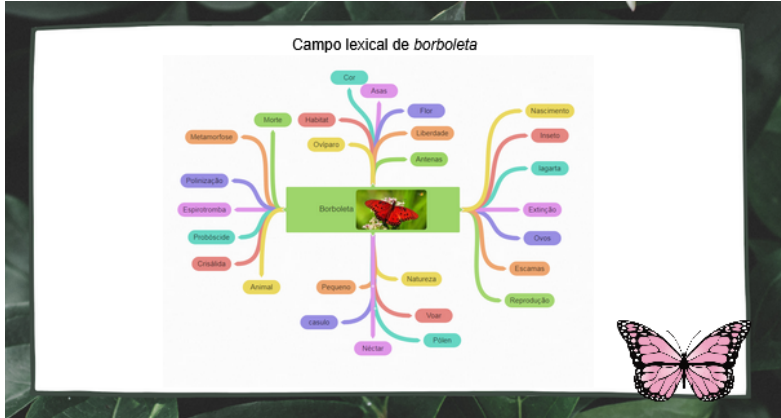 Campo lexical de borboleta
Cor
Asas
Flor
Habitat
Liberdade
Ovíparo
Antenas
Morte
Metamorfose
Polinização
Espirotromba
Probóscide
Crisálida
Animal
Borboleta
Nascimento
Inseto
lagarta
Extinção
Ovos
Escamas
Reprodução
Pequeno
Natureza
casulo
Voar
Néctar
Pólen